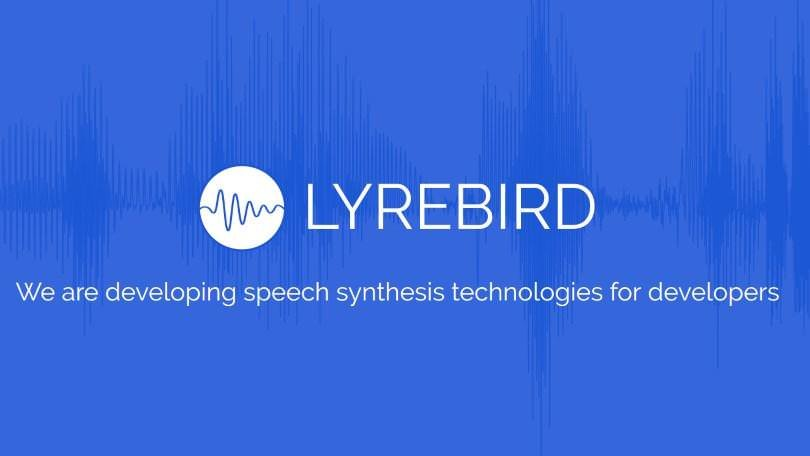 LYREBIRD
We are developing speech synthesis technologies for developers